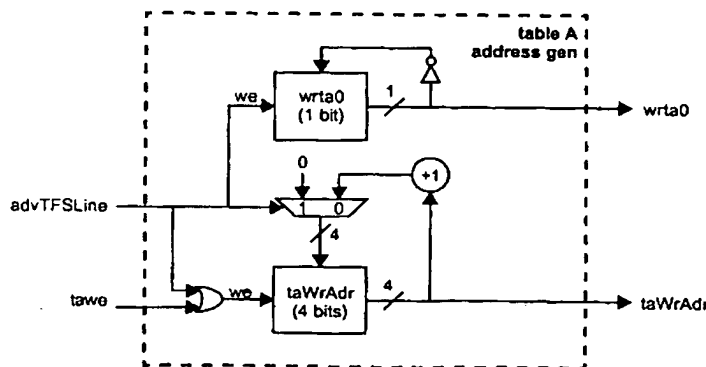 table A
address gen
we
wrta0
(1 bit)
1
wrta0
0
+1
advTFSLine
1 0
4
tawe
we
taWrAdr
(4 bits)
4
taWrAdr